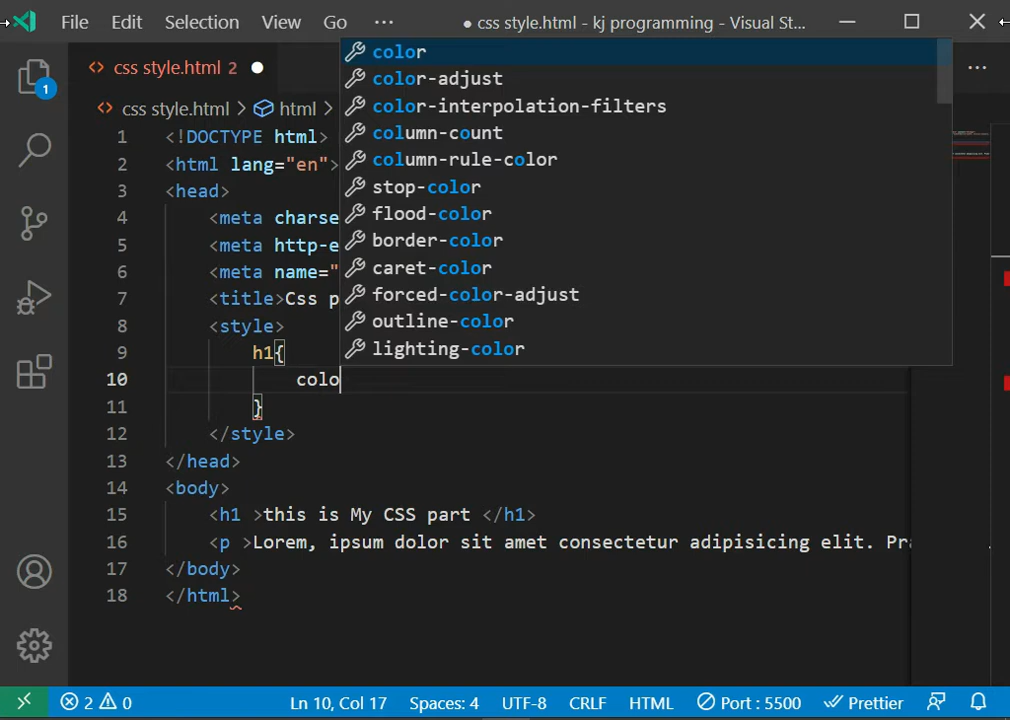 File Edit Selection View Go ··· ● css style.html - kj programming - Visual St...
<> css style.html 2 ●
1
<> css style.html > html >
color
color-adjust
color-interpolation-filters
column-count
column-rule-color
stop-color
flood-color
border-color
caret-color
forced-color-adjust
outline-color
lighting-color
1 <!DOCTYPE html>
2 <html lang="en">
3 <head>
4 <meta charse
5 <meta http-e
6 <meta name="
7 <title>Css p
8 <style>
9 h1{
10 colo
11 }
12 </style>
13 </head>
14 <body>
15 <h1 >this is My CSS part </h1>
16 <p >Lorem, ipsum dolor sit amet consectetur adipisicing elit. Pra
17 </body>
18 </html>
2 0 Ln 10, Col 17 Spaces: 4 UTF-8 CRLF HTML Port : 5500 Prettier